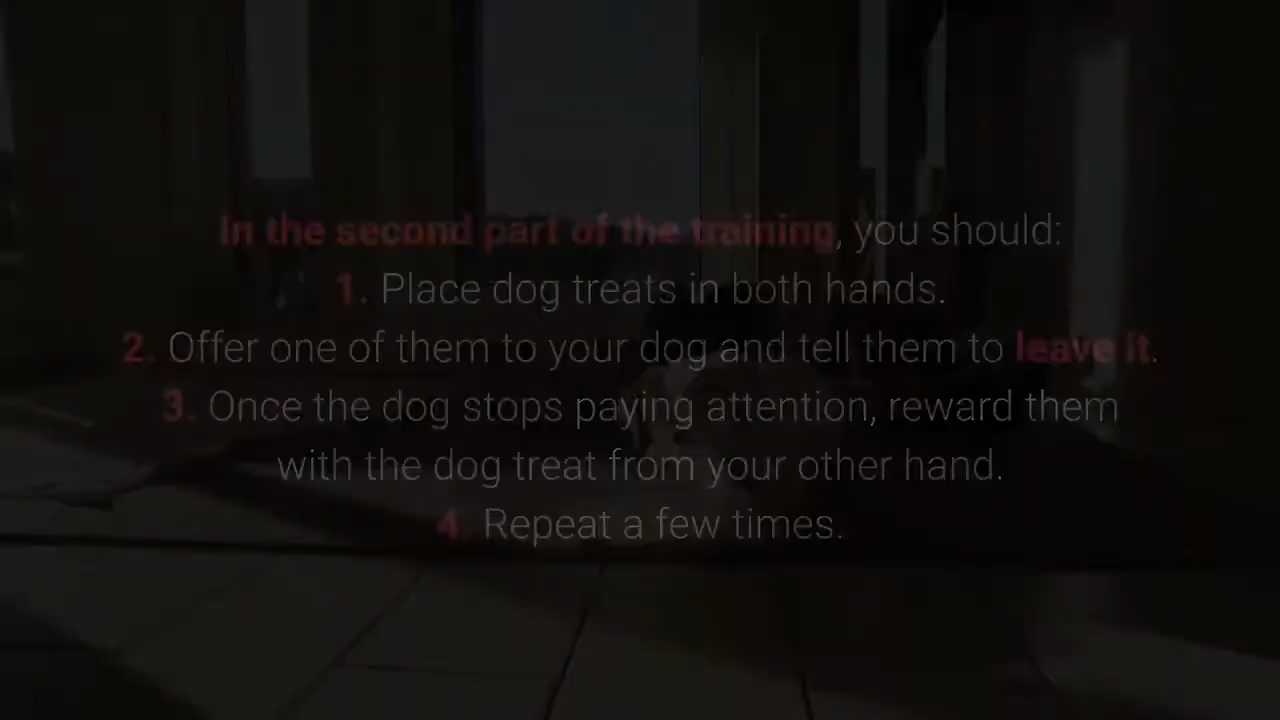 In the second part of the training, you should:
1. Place dog treats in both hands.
2. Offer one of them to your dog and tell them to leave it.
3. Once the dog stops paying attention, reward them
with the dog treat from your other hand.
4. Repeat a few times.